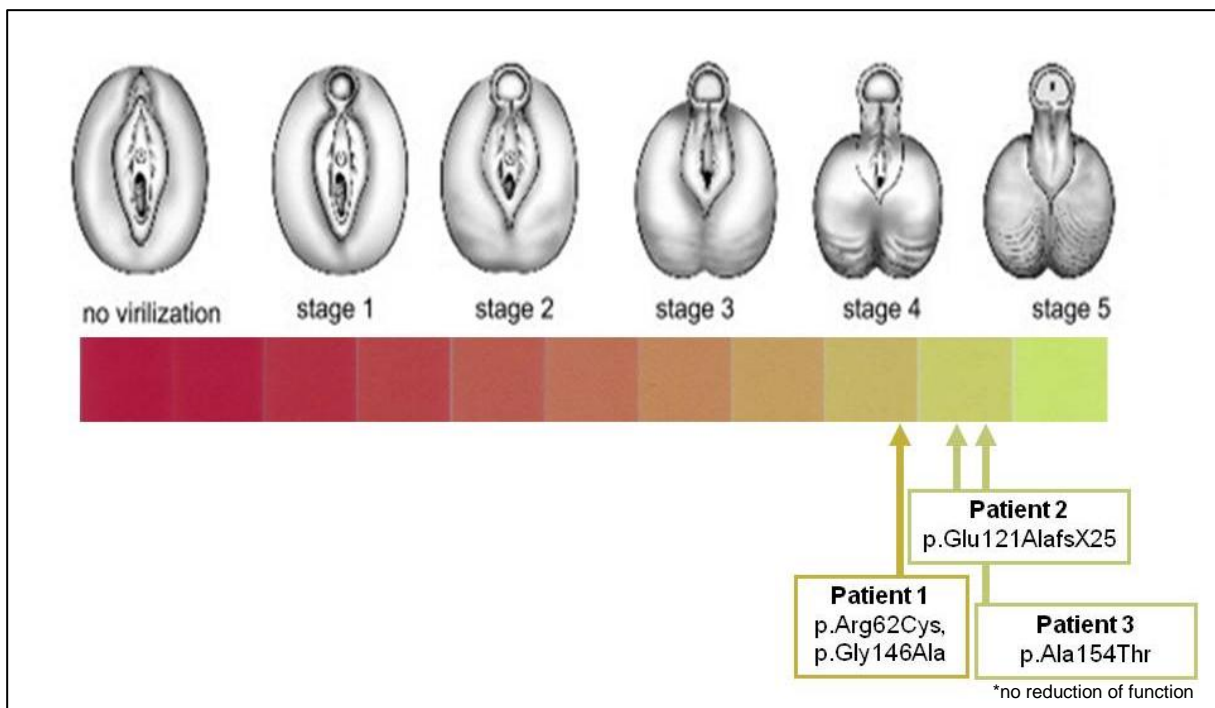 no virilization
stage 1
stage 2
stage 3
stage 4
stage 5
Patient 2
p.Glu121AlafsX25
Patient 1
p.Arg62Cys,
p.Gly146Ala
Patient 3
p.Ala154Thr
*no reduction of function